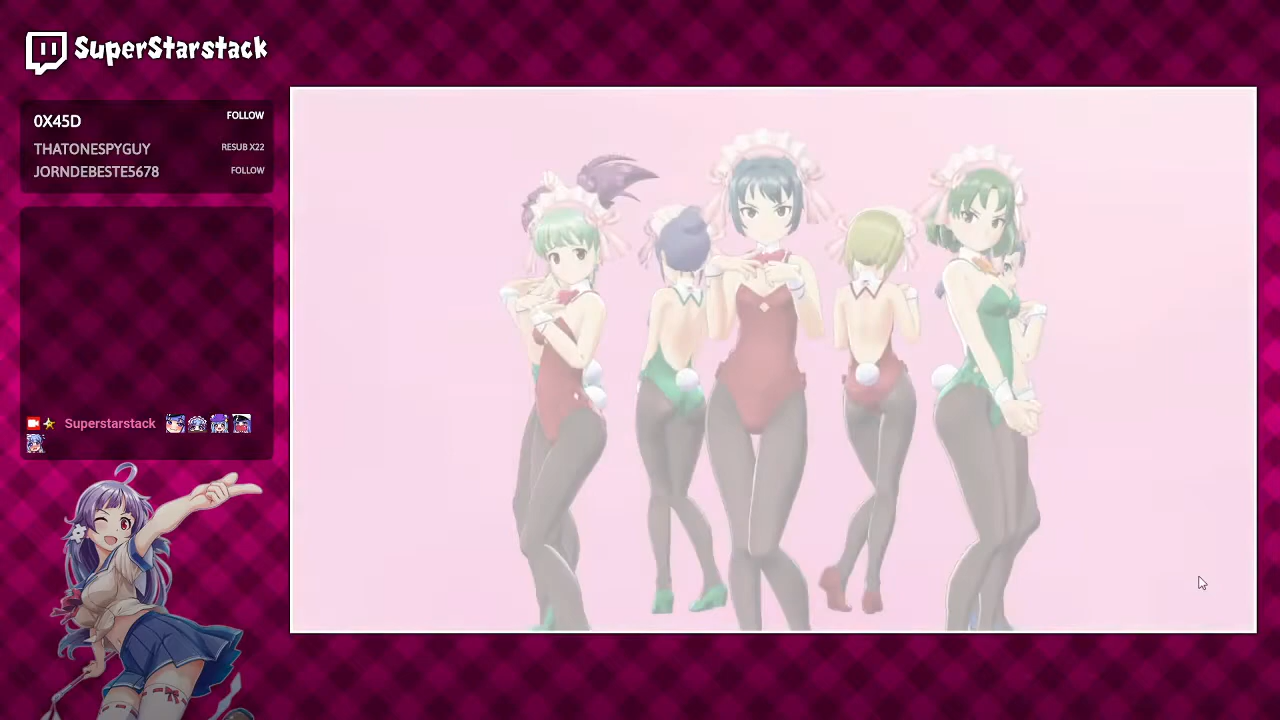 SuperStarstack
0X45D FOLLOW
THATONESPYGUY RESUB X22
JORNDEBESTE5678 FOLLOW
Superstarstack